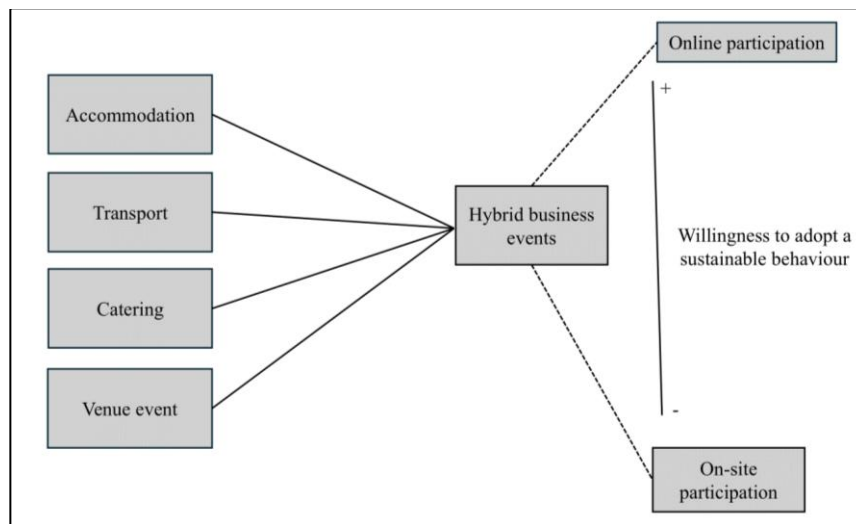 Online participation
+
Accommodation
Transport
Hybrid business
events
Willingness to adopt a
sustainable behaviour
Catering
Venue event
-
On-site
participation